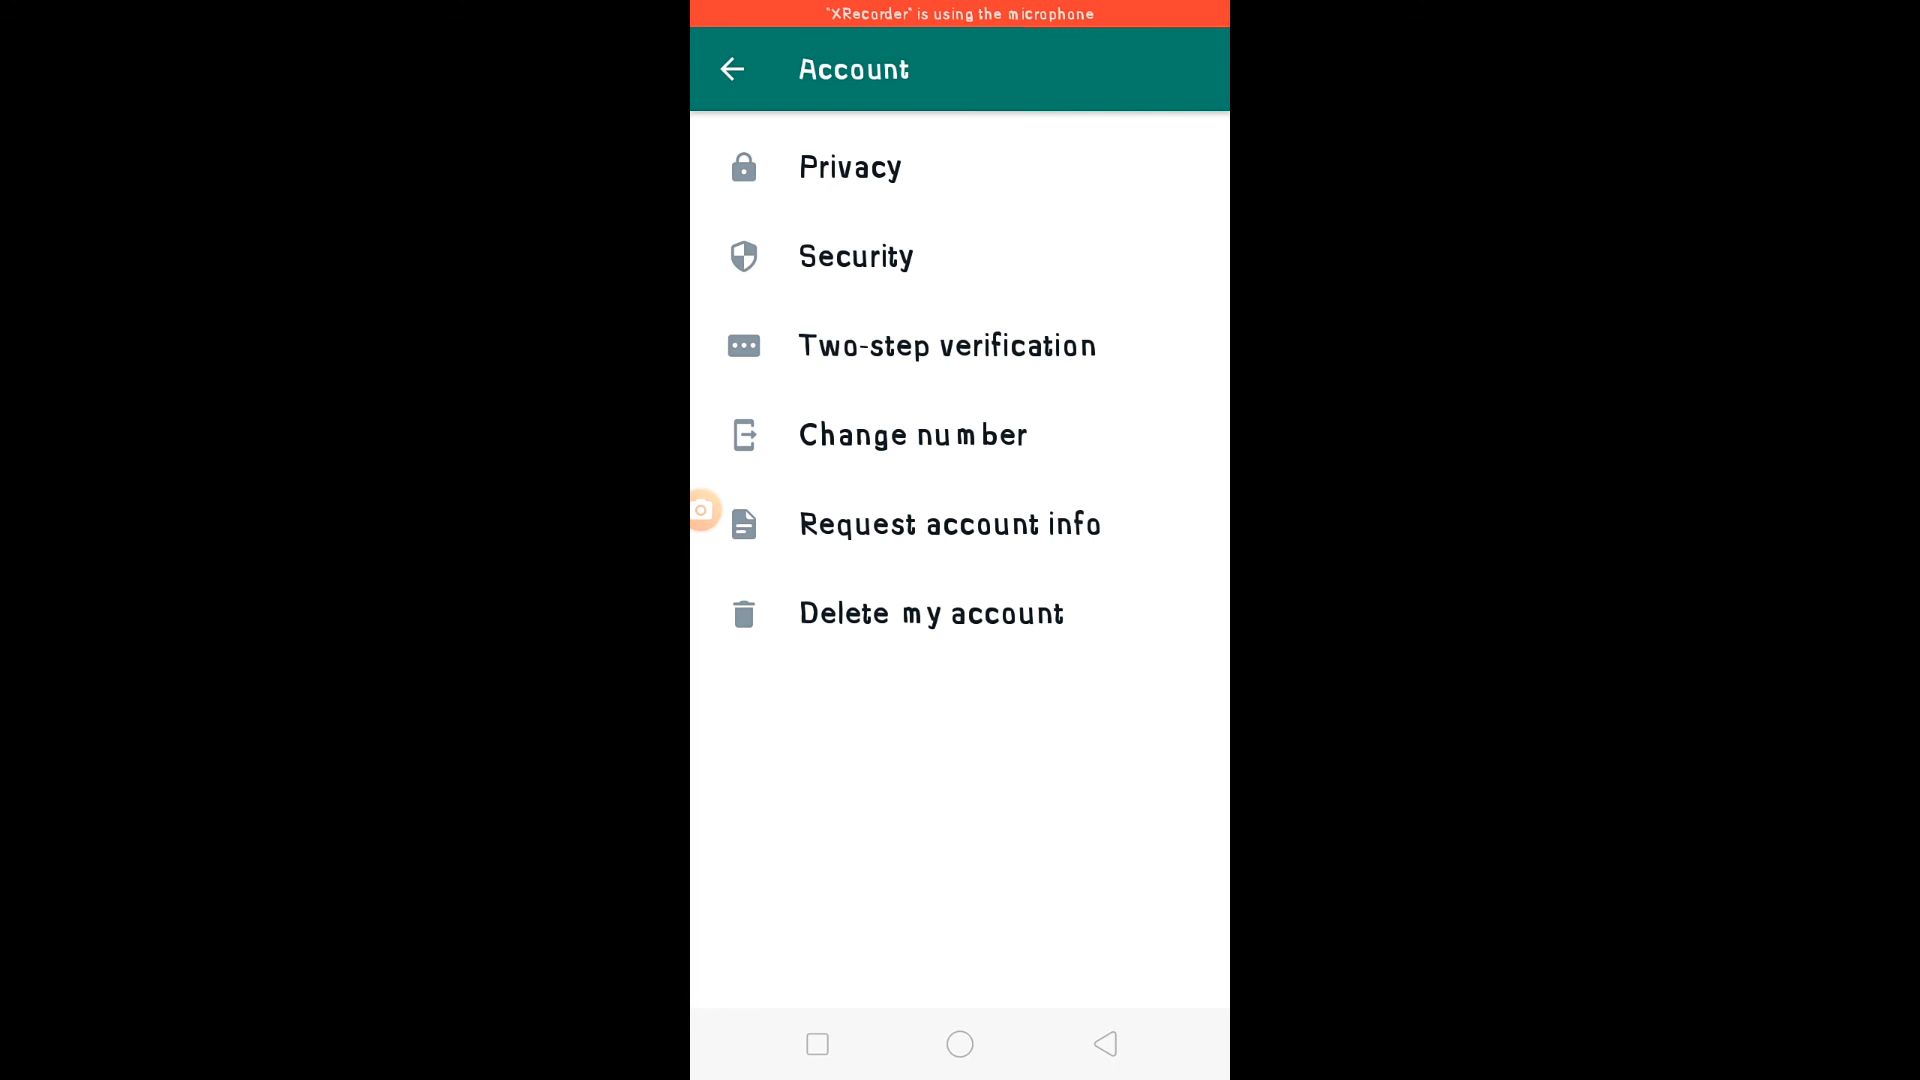 "XRecorder" is using the microphone
Account
Privacy
Security
Two-step verification
Change number
Request account info
Delete my account